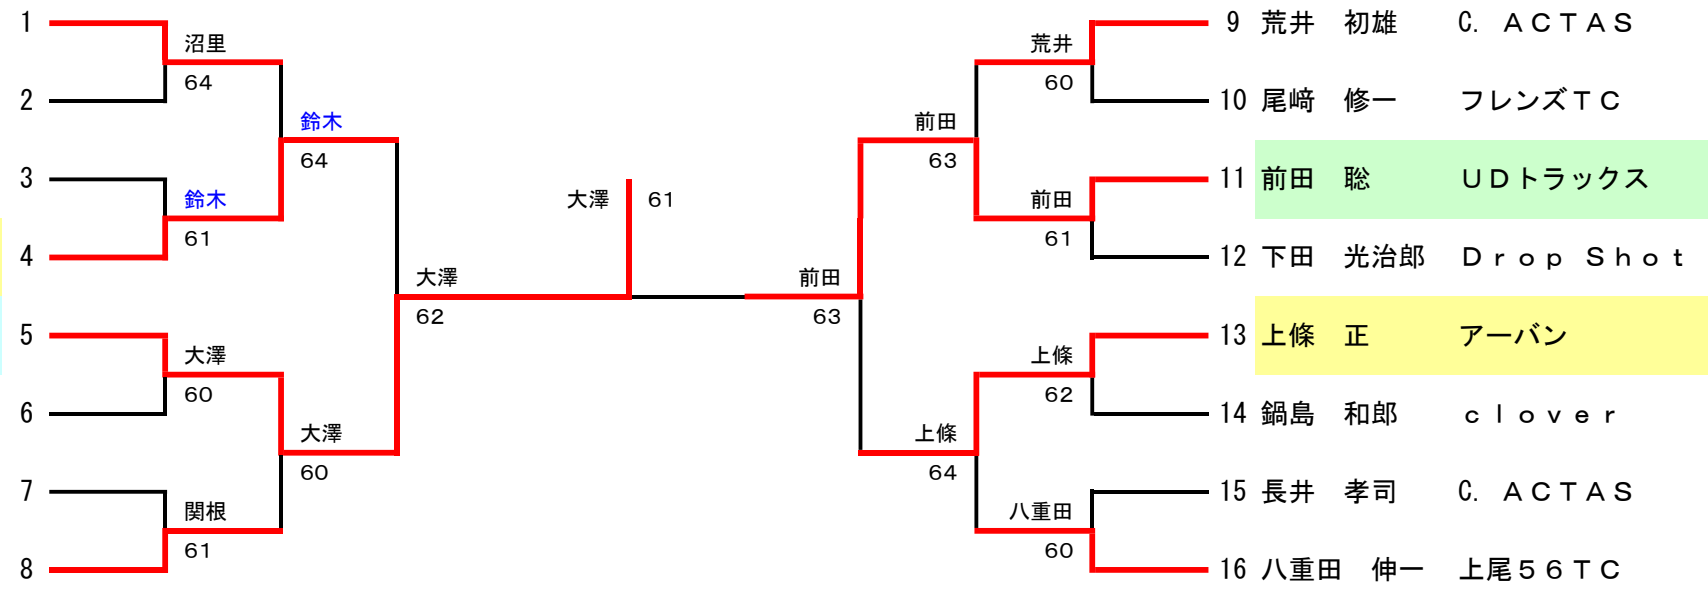 1
沼里
64
2
鈴木
64
3
鈴木
61
4
大澤
62
5
大澤
60
6
大澤
60
7
関根
61
8
大澤 61
前田
63
前田
63
上條
64
荒井
60
前田
61
上條
62
八重田
60
9 荒井 初雄 C. ACTAS
10 尾﨑 修一 フレンズTC
11 前田 聡 UDトラックス
12 下田 光治郎 Drop Shot
13 上條 正 アーバン
14 鍋島 和郎 clover
15 長井 孝司 C. ACTAS
16 八重田 伸一 上尾56TC